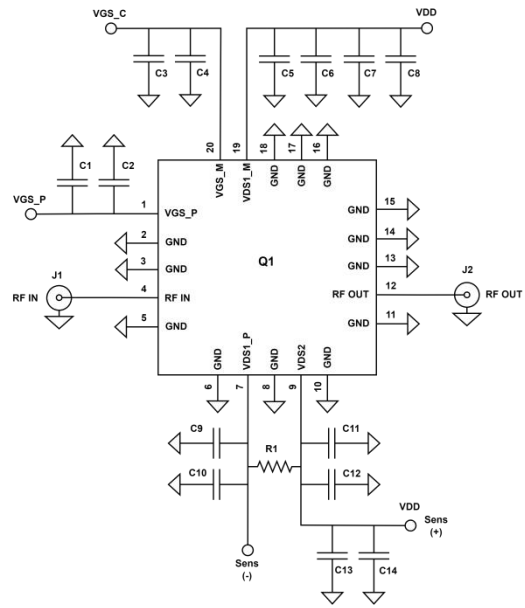 VGS_C
VDD
C3
C4
C5
C6
C7
C8
20
19
18
17
16
VGS_M
VDS1_M
GND
GND
GND
C1
C2
VGS_P
1
VGS_P
2
GND
3
GND
J1
RF IN
4
RF IN
5
GND
Q1
GND
15
GND
14
GND
13
RF OUT
12
J2
RF OUT
GND
11
GND
VDS1_P
GND
VDS2
GND
6
7
8
9
10
C9
C10
R1
C11
C12
VDD
Sens
(+)
Sens
(-)
C13
C14